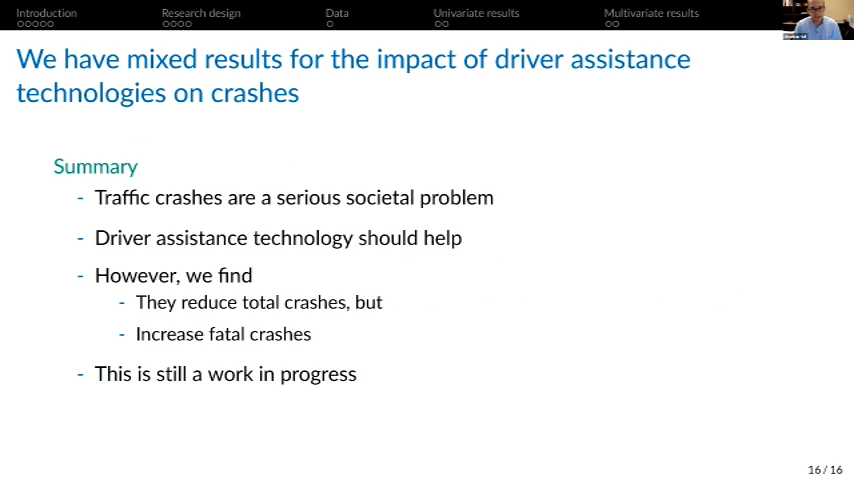 Introduction Research design Data Univariate results Multivariate results
We have mixed results for the impact of driver assistance
technologies on crashes
Summary
- Traffic crashes are a serious societal problem
- Driver assistance technology should help
- However, we find
- They reduce total crashes, but
- Increase fatal crashes
- This is still a work in progress
16 / 16